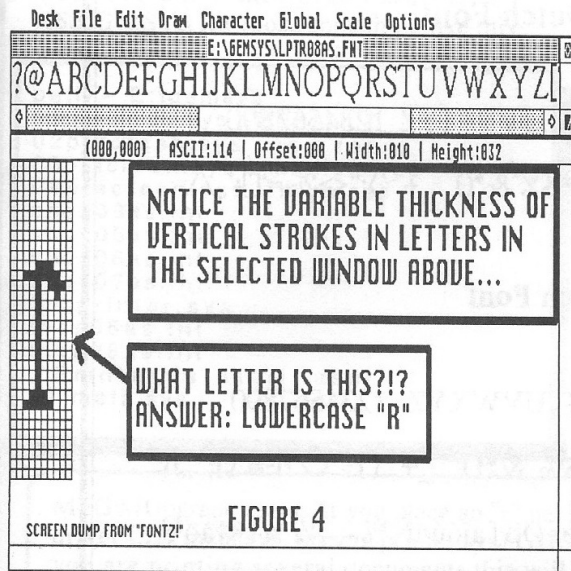 Desk File Edit Draw Character Global Scale Options
E:\GEMSYS\LPTR08AS.FNT
?@ABCDEFGHIJKLMNOPQRSTUVWXYZ[
(000,000) | ASCII:114 | Offset:000 | Width:010 | Height:032
NOTICE THE VARIABLE THICKNESS OF
VERTICAL STROKES IN LETTERS IN
THE SELECTED WINDOW ABOVE...
WHAT LETTER IS THIS?!?
ANSWER: LOWERCASE "R"
FIGURE 4
SCREEN DUMP FROM "FONTZ!"